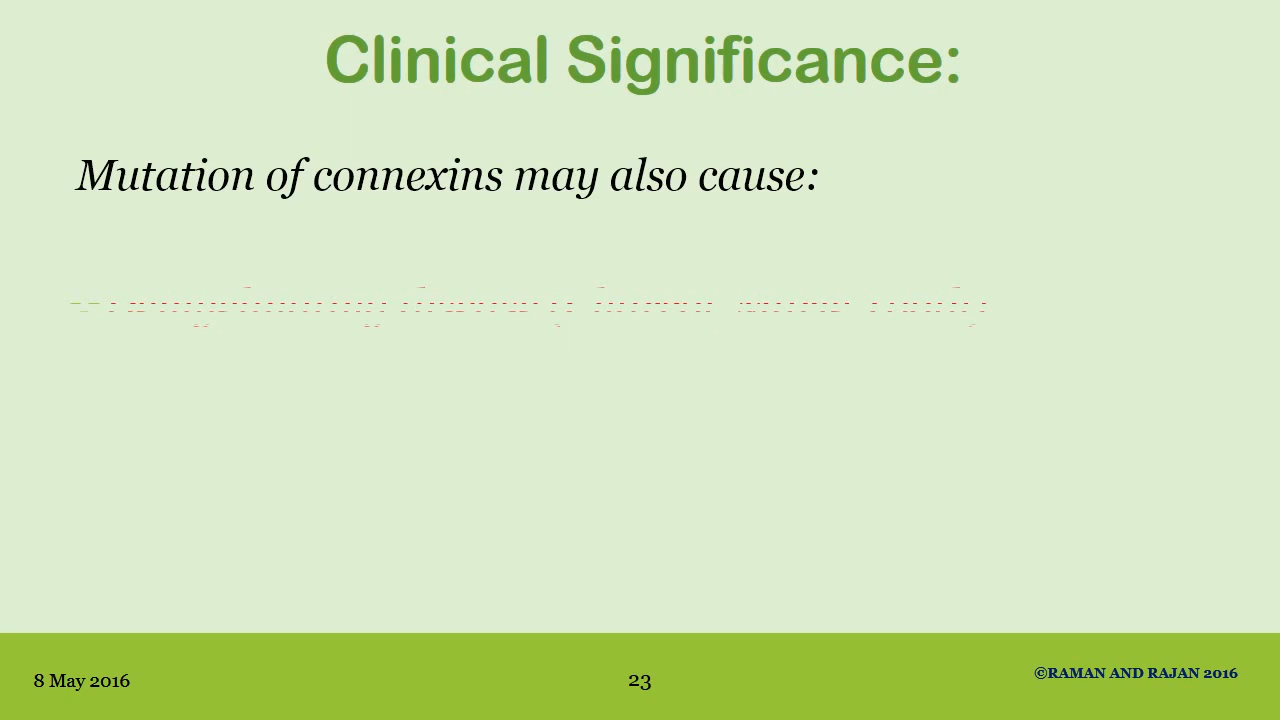 Clinical Significance:
Mutation of connexins may also cause:
8 May 2016
23
©RAMAN AND RAJAN 2016